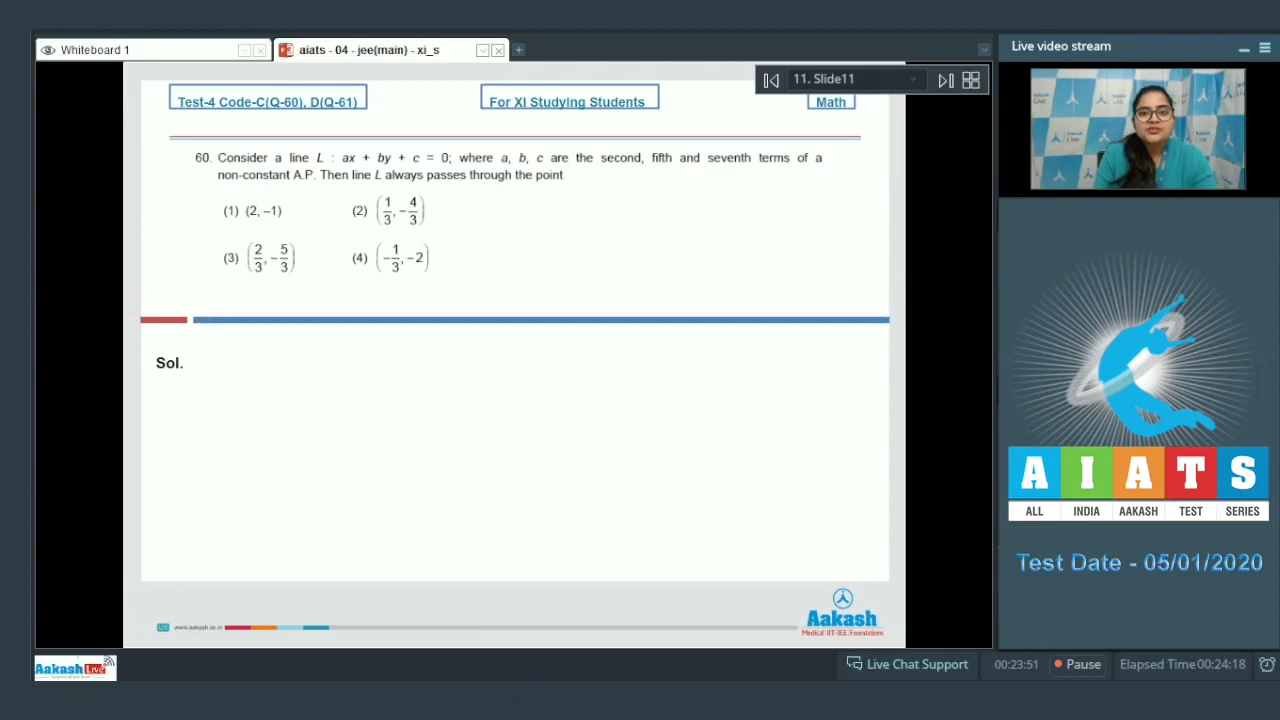 Whiteboard 1
aiats - 04 - jee(main) - xi_s
Live video stream
11. Slide11
Test-4 Code-C(Q-60), D(Q-61)
For XI Studying Students
Math
60. Consider a line L : ax + by + c = 0; where a, b, c are the second, fifth and seventh terms of a
non-constant A.P. Then line L always passes through the point
(1) (2, –1) (2) (1/3, –4/3)
(3) (2/3, –5/3) (4) (–1/3, –2)
Sol.
A I A T S
ALL INDIA AAKASH TEST SERIES
Test Date - 05/01/2020
www.aakash.ac.in
Aakash
Medical|IIT-JEE|Foundations
Aakash Live
Live Chat Support
00:23:51
Pause
Elapsed Time 00:24:18